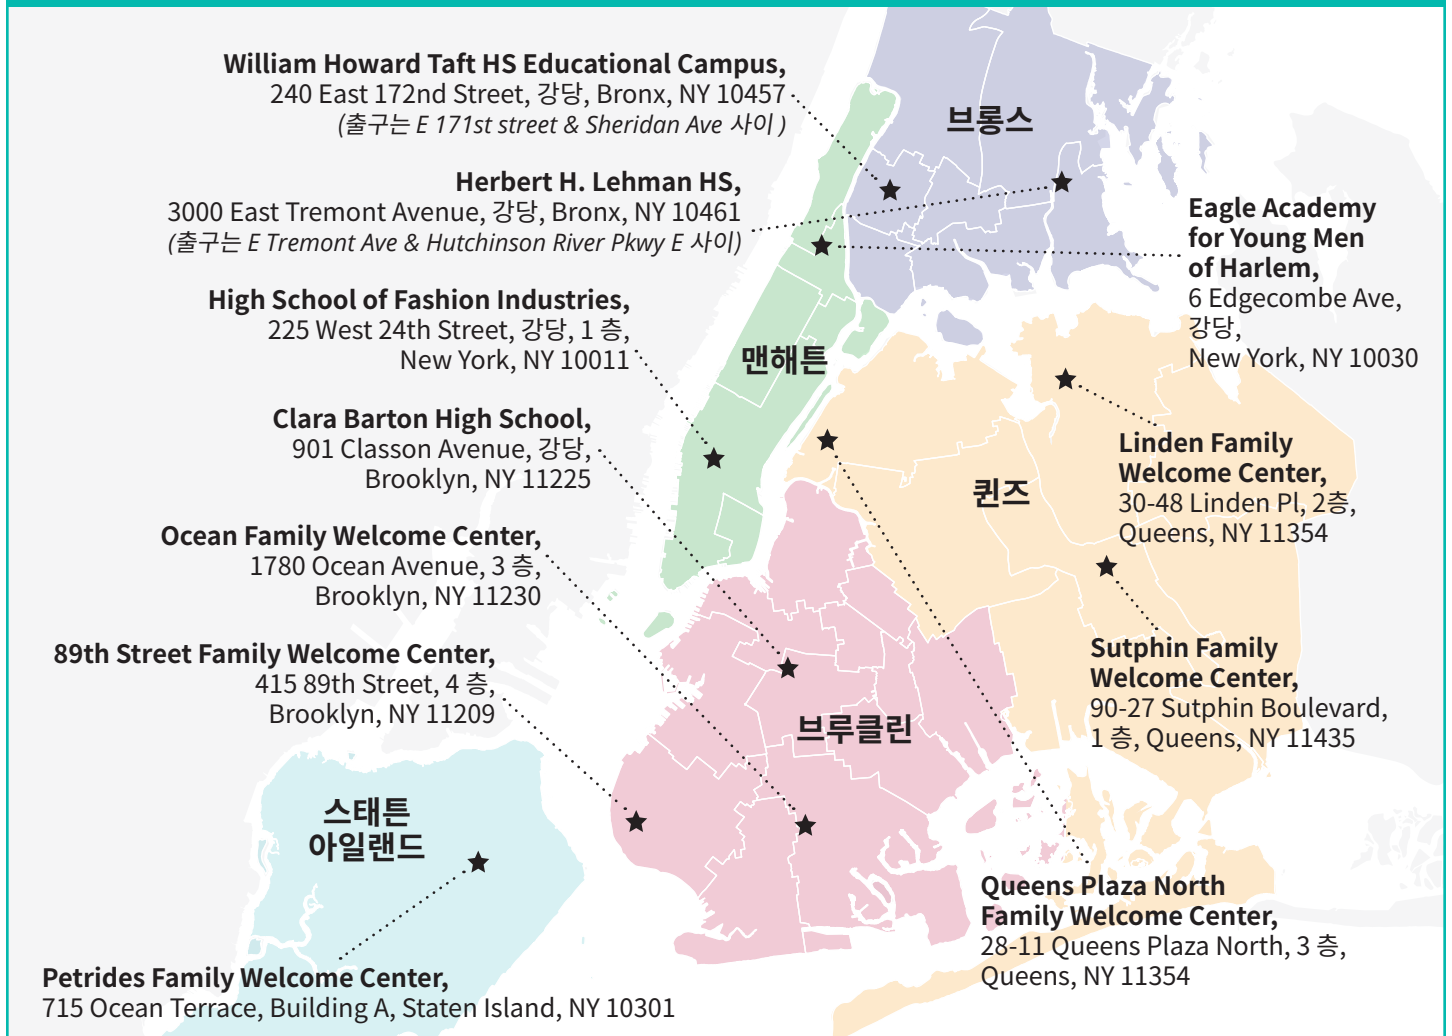 William Howard Taft HS Educational Campus,
240 East 172nd Street, 강당, Bronx, NY 10457
(출구는 E 171st street & Sheridan Ave 사이 )
브롱스
Herbert H. Lehman HS,
3000 East Tremont Avenue, 강당, Bronx, NY 10461
(출구는 E Tremont Ave & Hutchinson River Pkwy E 사이)
Eagle Academy
for Young Men
of Harlem,
6 Edgecombe Ave,
강당,
New York, NY 10030
High School of Fashion Industries,
225 West 24th Street, 강당, 1 층,
New York, NY 10011
맨해튼
Clara Barton High School,
901 Classon Avenue, 강당,
Brooklyn, NY 11225
Linden Family
Welcome Center,
30-48 Linden Pl, 2층,
Queens, NY 11354
퀸즈
Ocean Family Welcome Center,
1780 Ocean Avenue, 3 층,
Brooklyn, NY 11230
89th Street Family Welcome Center,
415 89th Street, 4 층,
Brooklyn, NY 11209
Sutphin Family
Welcome Center,
90-27 Sutphin Boulevard,
1 층, Queens, NY 11435
브루클린
스태튼
아일랜드
Queens Plaza North
Family Welcome Center,
28-11 Queens Plaza North, 3 층,
Queens, NY 11354
Petrides Family Welcome Center,
715 Ocean Terrace, Building A, Staten Island, NY 10301